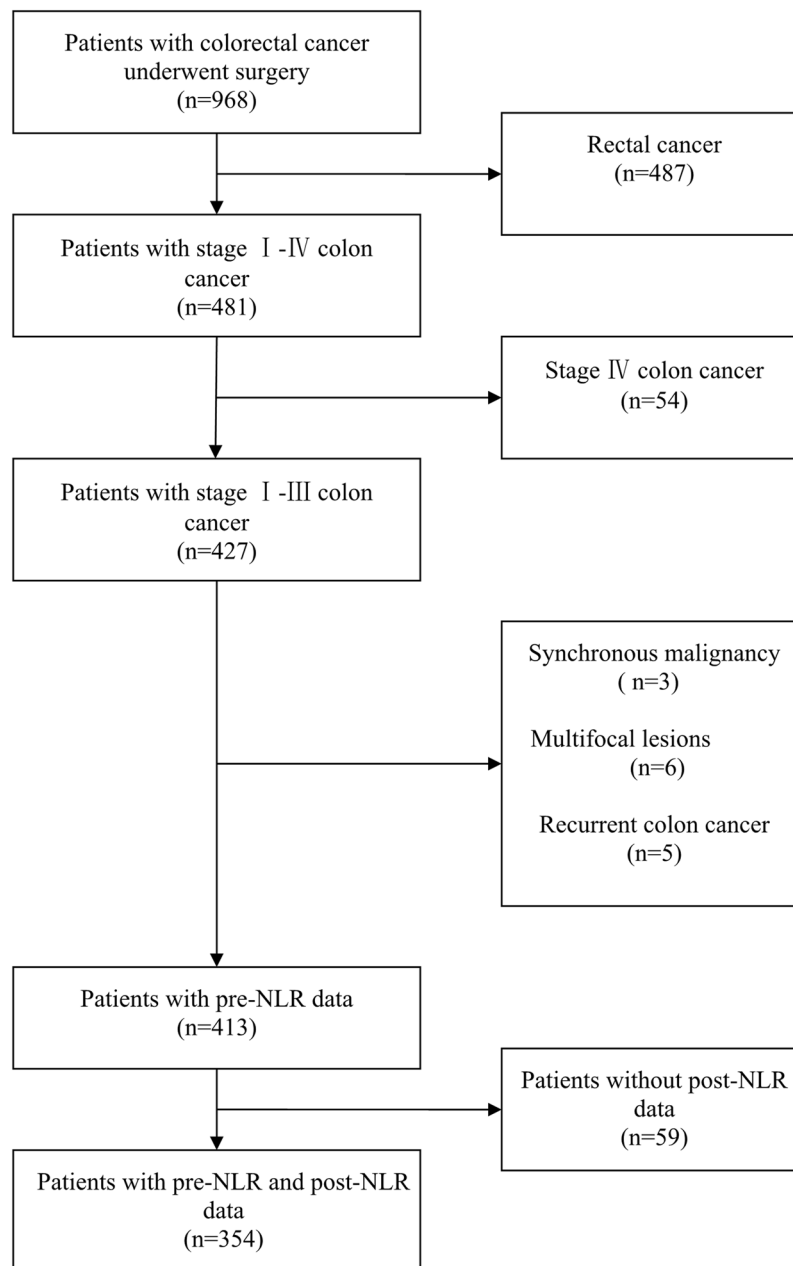 Patients with colorectal cancer
underwent surgery
(n=968)
Rectal cancer
(n=487)
Patients with stage Ⅰ-Ⅳ colon
cancer
(n=481)
Stage Ⅳ colon cancer
(n=54)
Patients with stage Ⅰ-III colon
cancer
(n=427)
Synchronous malignancy
( n=3)
Multifocal lesions
(n=6)
Recurrent colon cancer
(n=5)
Patients with pre-NLR data
(n=413)
Patients without post-NLR
data
(n=59)
Patients with pre-NLR and post-NLR
data
(n=354)